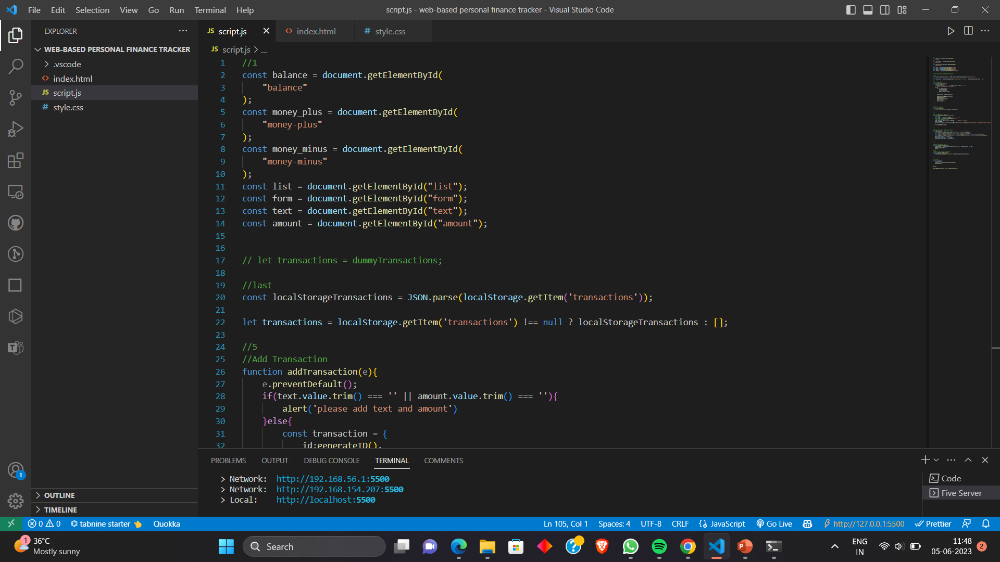 File Edit Selection View Go Run Terminal Help
script.js - web-based personal finance tracker - Visual Studio Code
EXPLORER
WEB-BASED PERSONAL FINANCE TRACKER
.vscode
index.html
JS script.js
# style.css
JS script.js
<> index.html
# style.css
JS script.js > ...
1 //1
2 const balance = document.getElementById(
3 "balance"
4 );
5 const money_plus = document.getElementById(
6 "money-plus"
7 );
8 const money_minus = document.getElementById(
9 "money-minus"
10 );
11 const list = document.getElementById("list");
12 const form = document.getElementById("form");
13 const text = document.getElementById("text");
14 const amount = document.getElementById("amount");
15
16
17 // let transactions = dummyTransactions;
18
19 //last
20 const localStorageTransactions = JSON.parse(localStorage.getItem('transactions'));
21
22 let transactions = localStorage.getItem('transactions') !== null ? localStorageTransactions : [];
23
24 //5
25 //Add Transaction
26 function addTransaction(e){
27 e.preventDefault();
28 if(text.value.trim() === '' || amount.value.trim() === ''){
29 alert('please add text and amount')
30 }else{
31 const transaction = {
32 id:generateID(),
PROBLEMS OUTPUT DEBUG CONSOLE TERMINAL COMMENTS
> Network: http://192.168.56.1:5500
> Network: http://192.168.154.207:5500
> Local: http://localhost:5500
Code
Five Server
1
OUTLINE
TIMELINE
0 0 tabnine starter Quokka
Ln 105, Col 1 Spaces: 4 UTF-8 CRLF {} JavaScript Go Live http://127.0.0.1:5500 Prettier
1
36°C
Mostly sunny
Search
ENG
IN
11:48
05-06-2023
2